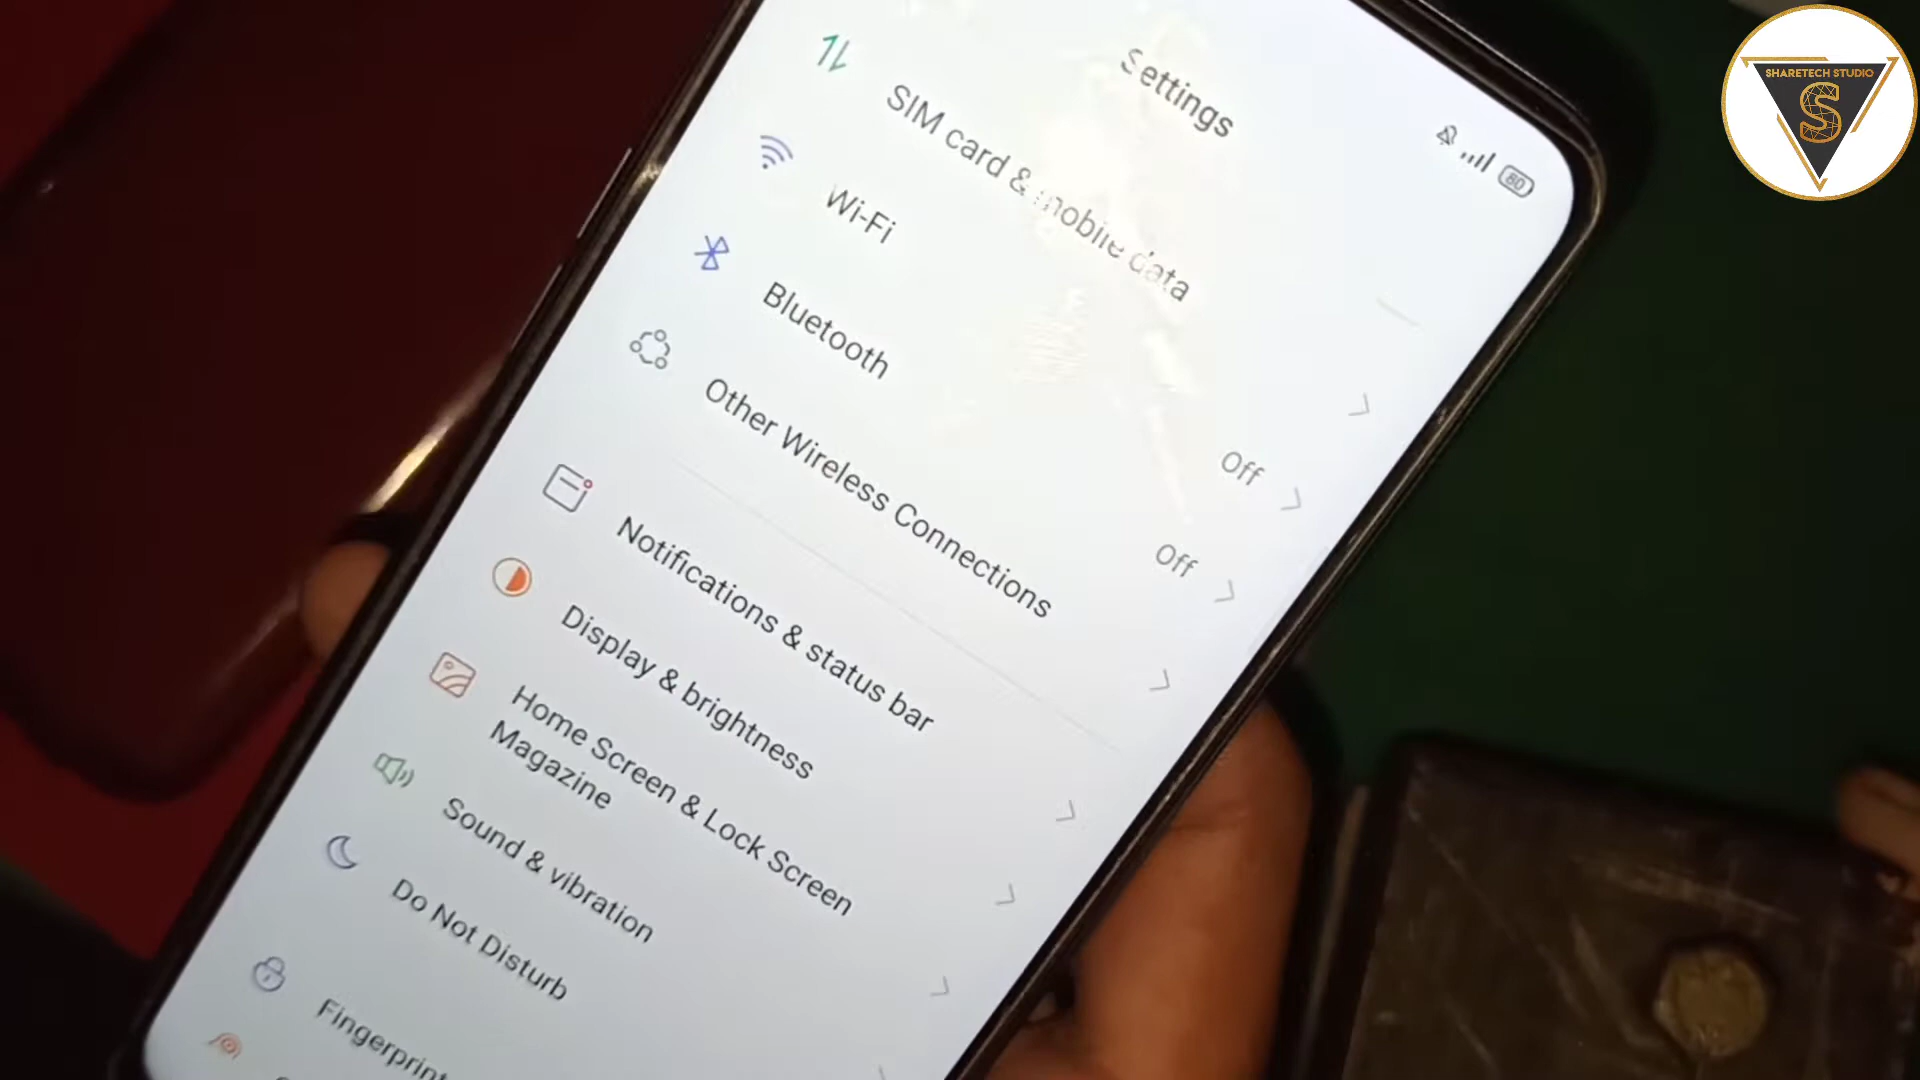 SHARETECH STUDIO
S
Settings
80
SIM card & mobile data
Wi-Fi
Off
Bluetooth
Off
Other Wireless Connections
Notifications & status bar
Display & brightness
Home Screen & Lock Screen
Magazine
Sound & vibration
Do Not Disturb
Fingerprint